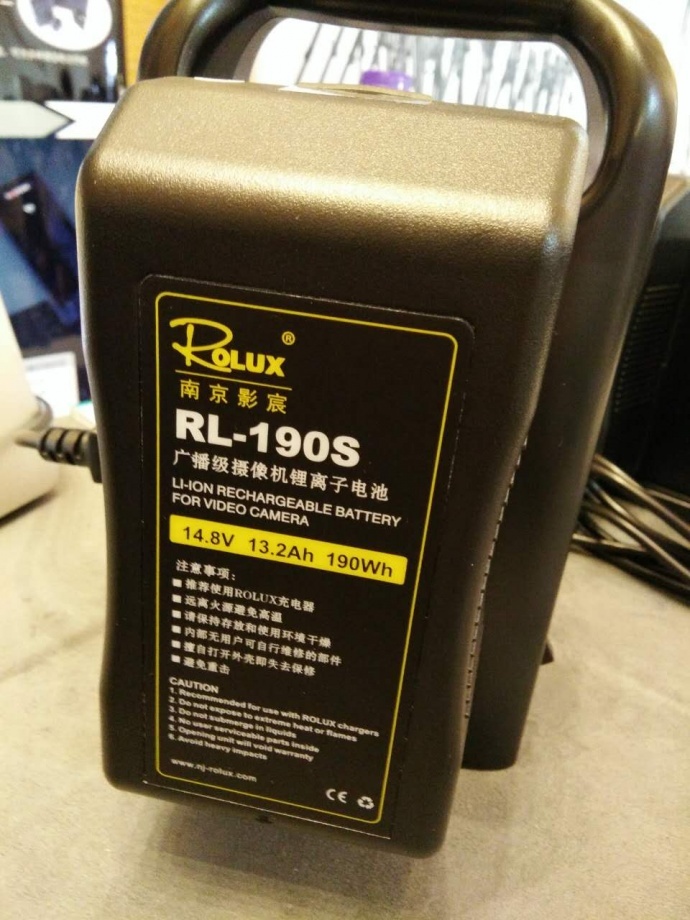 ROLUX®
南京影宸
RL-190S
广播级摄像机锂离子电池
LI-ION RECHARGEABLE BATTERY
FOR VIDEO CAMERA
14.8V 13.2Ah 190Wh
注意事项：
■ 推荐使用ROLUX充电器
■ 远离火源避免高温
■ 请保持存放和使用环境干燥
■ 内部无用户可自行维修的部件
■ 擅自打开外壳即失去保修
■ 避免重击
CAUTION
1. Recommended for use with ROLUX chargers
2. Do not expose to extreme heat or flames
3. Do not submerge in liquids
4. No user serviceable parts inside
5. Opening unit will void warranty
6. Avoid heavy impacts
www.nj-rolux.com
CE